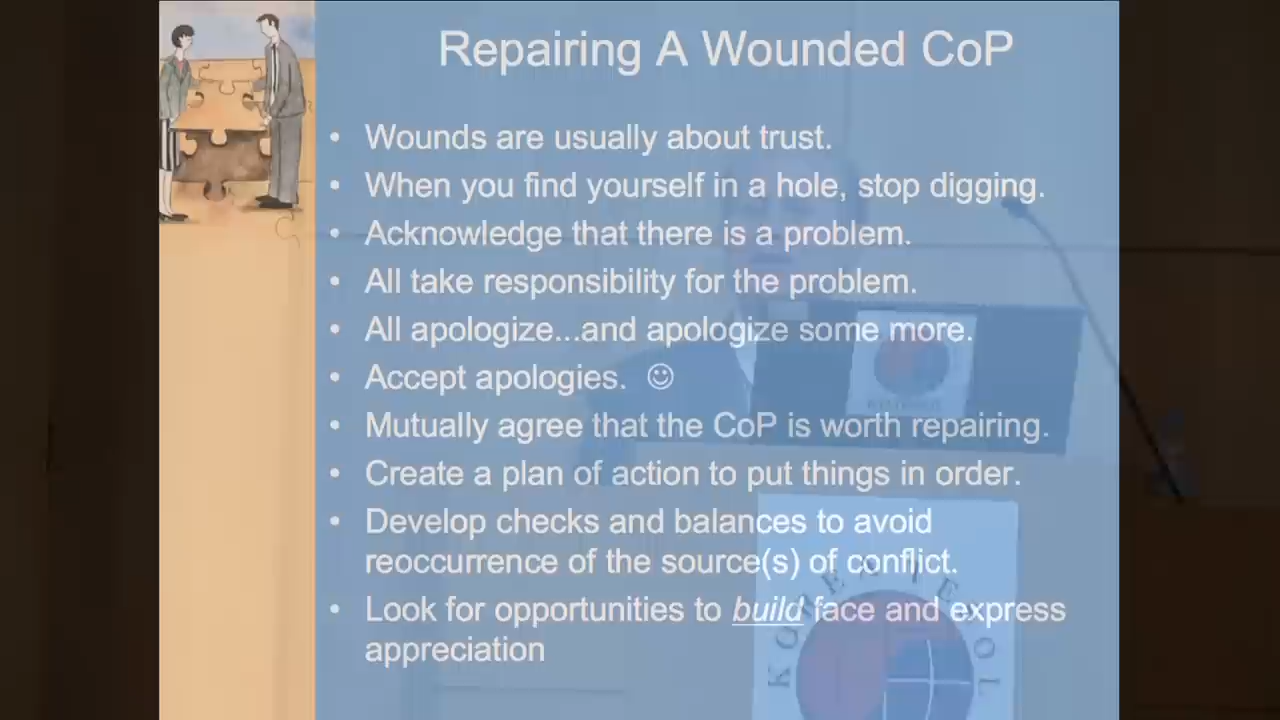 Repairing A Wounded CoP
• Wounds are usually about trust.
• When you find yourself in a hole, stop digging.
• Acknowledge that there is a problem.
• All take responsibility for the problem.
• All apologize...and apologize some more.
• Accept apologies. ☺
• Mutually agree that the CoP is worth repairing.
• Create a plan of action to put things in order.
• Develop checks and balances to avoid
reoccurrence of the source(s) of conflict.
• Look for opportunities to build face and express
appreciation
KOREA TESOL